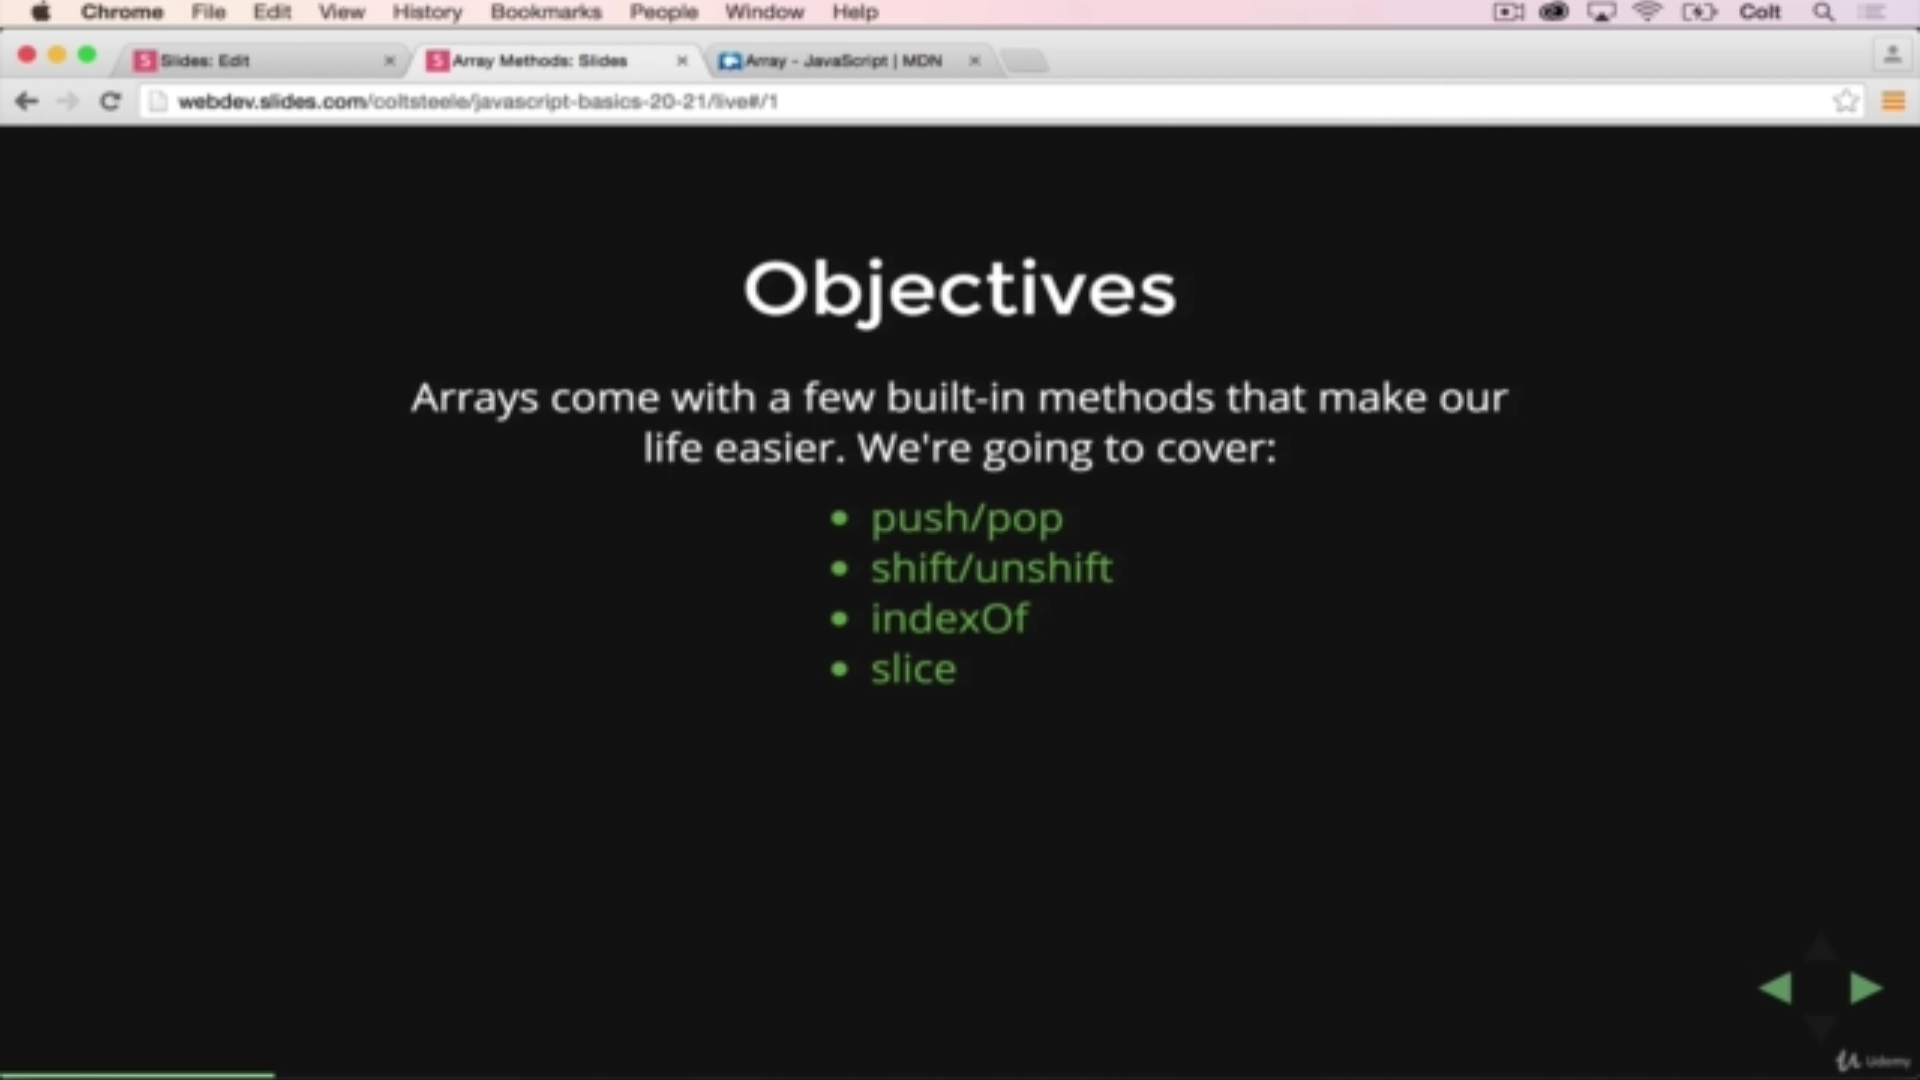 Chrome File Edit View History Bookmarks People Window Help Colt
Slides: Edit
Array Methods: Slides
Array - JavaScript | MDN
webdev.slides.com/coltsteele/javascript-basics-20-21/live#/1
Objectives
Arrays come with a few built-in methods that make our
life easier. We're going to cover:
• push/pop
• shift/unshift
• indexOf
• slice
Udemy